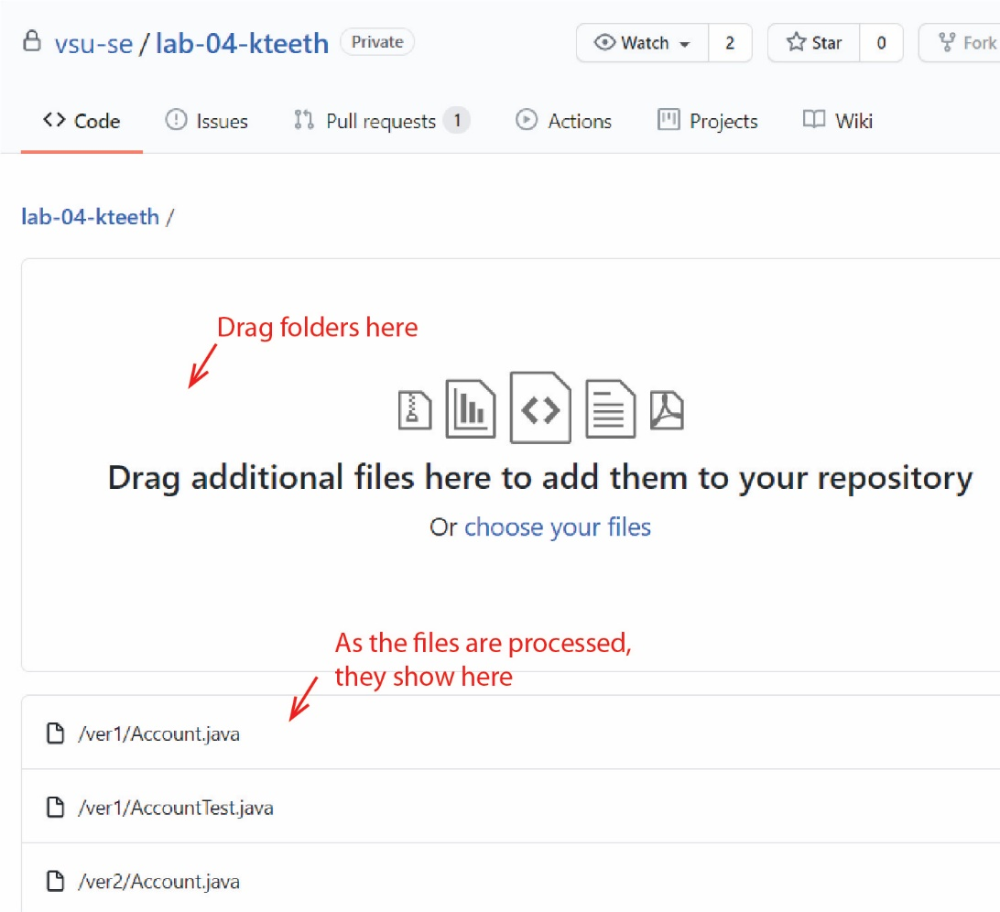 vsu-se / lab-04-kteeth Private Watch 2 Star 0 Fork
Code Issues Pull requests 1 Actions Projects Wiki
lab-04-kteeth /
Drag folders here
Drag additional files here to add them to your repository
Or choose your files
As the files are processed,
they show here
/ver1/Account.java
/ver1/AccountTest.java
/ver2/Account.java